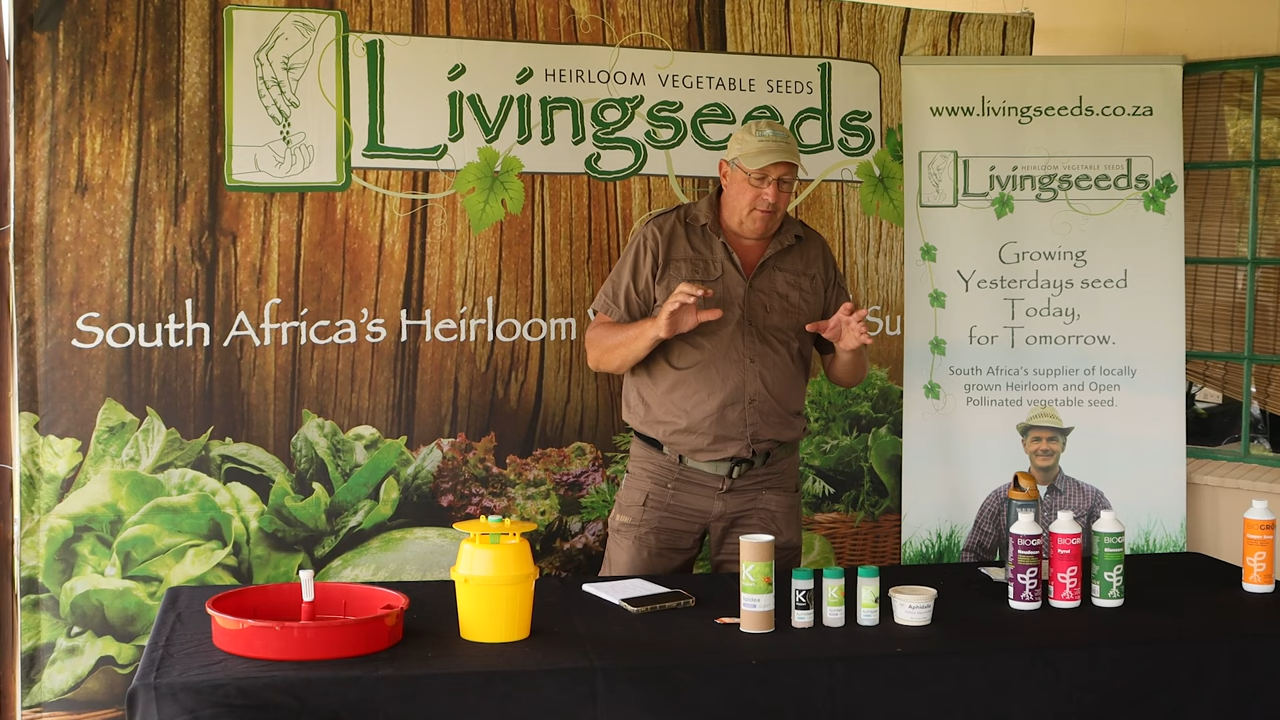 HEIRLOOM VEGETABLE SEEDS
Livingseeds
South Africa's Heirloom
Su
www.livingseeds.co.za
HEIRLOOM VEGETABLE SEEDS
Livingseeds
Growing
Yesterdays seed
Today,
for Tomorrow.
South Africa's supplier of locally
grown Heirloom and Open
Pollinated vegetable seed.
K
K
K
Aphidalia
BIOGRO
BIOGRO
Pyrol
BIOGRO
BIOGRO